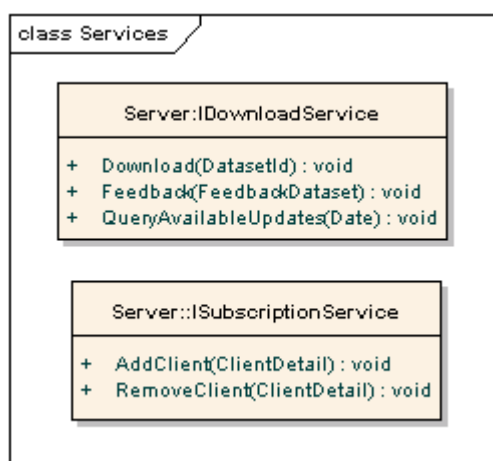 class Services
Server:IDownloadService
+ Download(DatasetId) : void
+ Feedback(FeedbackDataset) : void
+ QueryAvailableUpdates(Date) : void
Server::ISubscriptionService
+ AddClient(ClientDetail) : void
+ RemoveClient(ClientDetail) : void